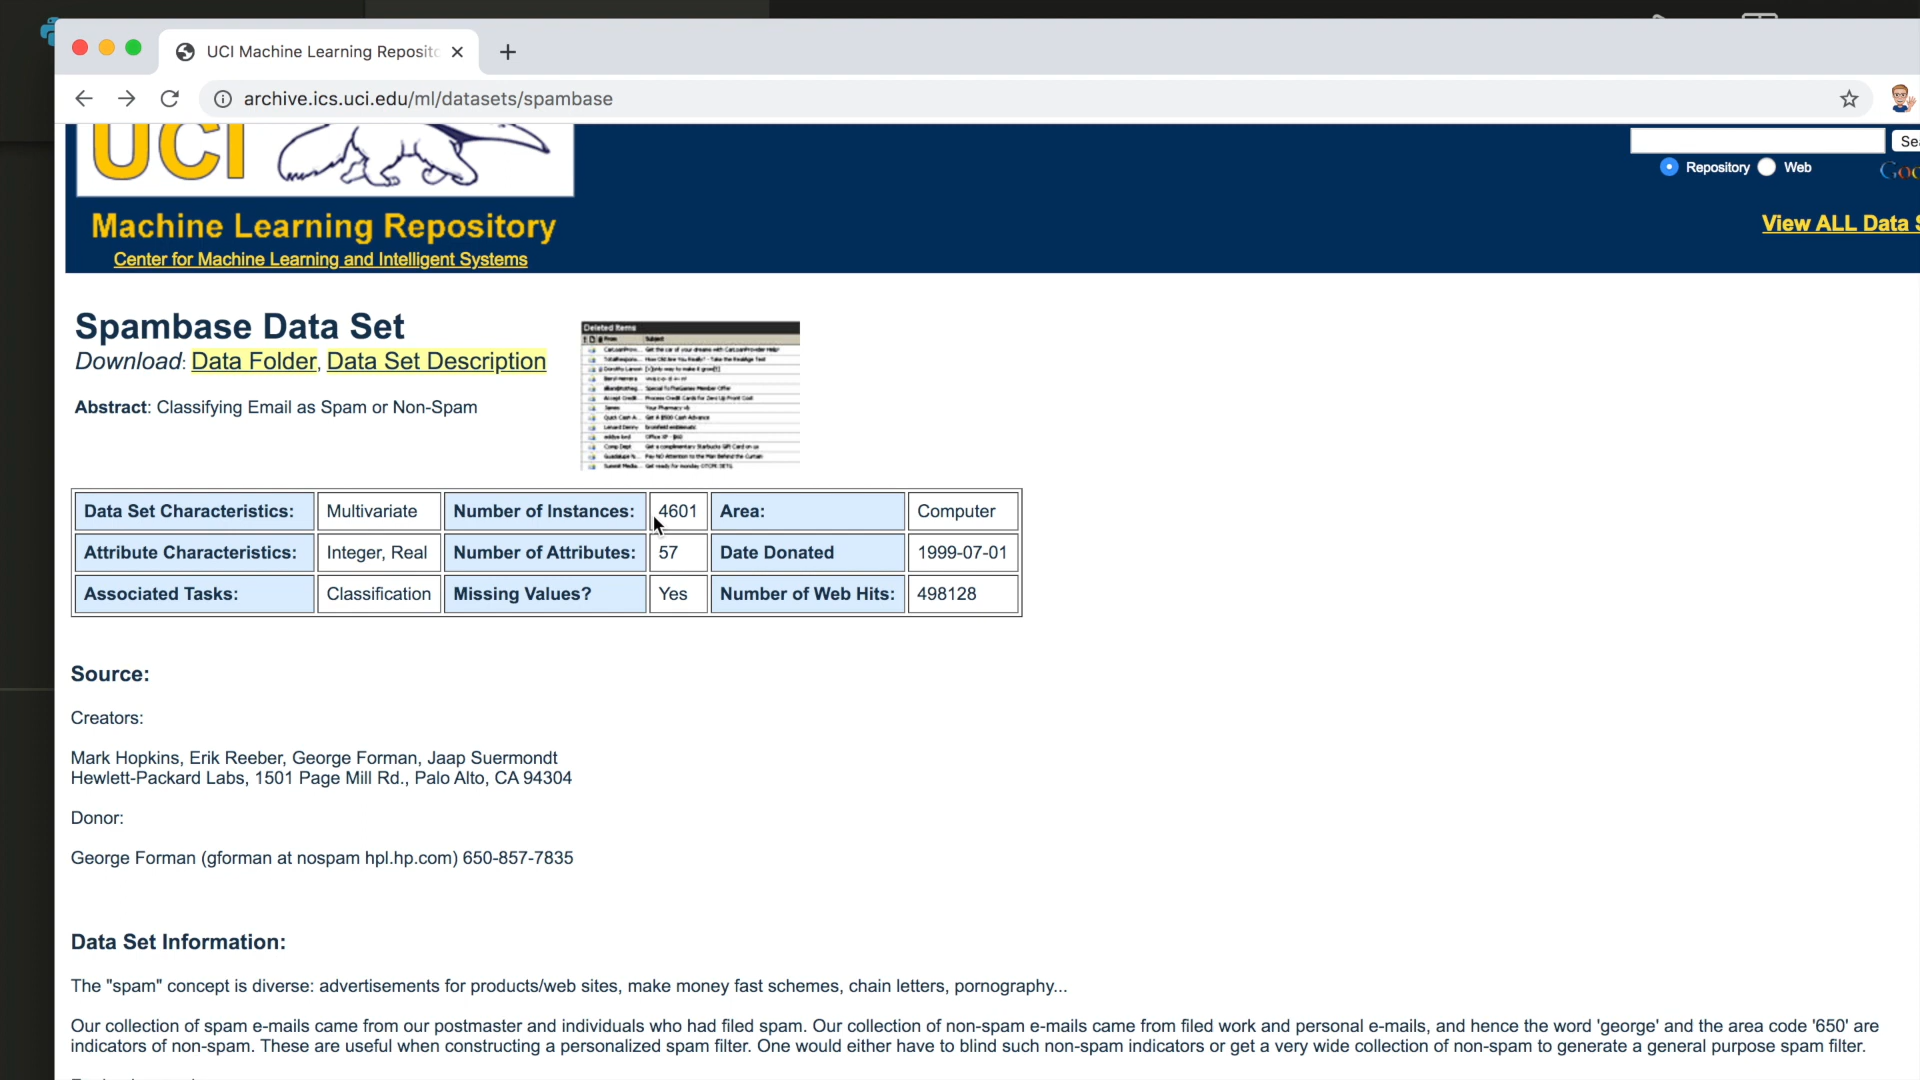 UCI Machine Learning Reposito
archive.ics.uci.edu/ml/datasets/spambase
UCI
Sea
Repository Web
Goo
Machine Learning Repository
View ALL Data S
Center for Machine Learning and Intelligent Systems
Spambase Data Set
Download: Data Folder, Data Set Description
Abstract: Classifying Email as Spam or Non-Spam
Deleted Items
From Subject
Data Set Characteristics: Multivariate Number of Instances: 4601 Area: Computer
Attribute Characteristics: Integer, Real Number of Attributes: 57 Date Donated 1999-07-01
Associated Tasks: Classification Missing Values? Yes Number of Web Hits: 498128
Source:
Creators:
Mark Hopkins, Erik Reeber, George Forman, Jaap Suermondt
Hewlett-Packard Labs, 1501 Page Mill Rd., Palo Alto, CA 94304
Donor:
George Forman (gforman at nospam hpl.hp.com) 650-857-7835
Data Set Information:
The "spam" concept is diverse: advertisements for products/web sites, make money fast schemes, chain letters, pornography...
Our collection of spam e-mails came from our postmaster and individuals who had filed spam. Our collection of non-spam e-mails came from filed work and personal e-mails, and hence the word 'george' and the area code '650' are
indicators of non-spam. These are useful when constructing a personalized spam filter. One would either have to blind such non-spam indicators or get a very wide collection of non-spam to generate a general purpose spam filter.